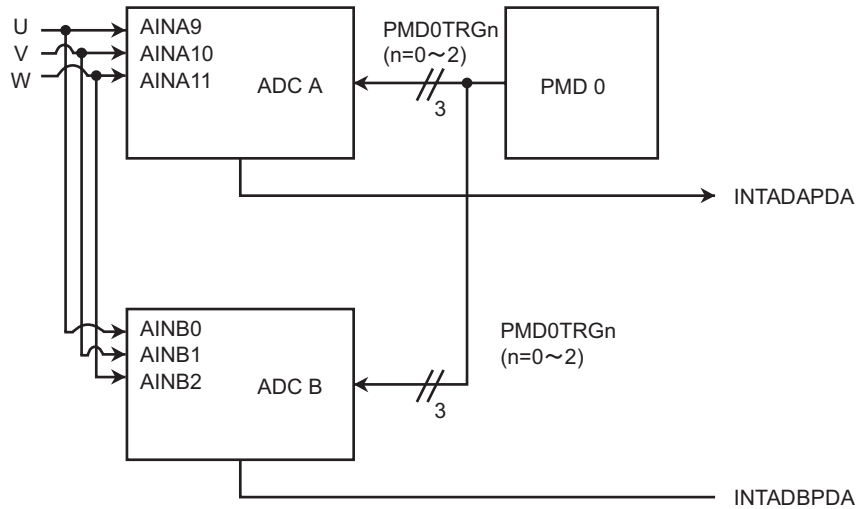 U
V
W
AINA9
AINA10
AINA11
ADC A
PMD0TRGn
(n=0～2)
3
PMD 0
INTADAPDA
AINB0
AINB1
AINB2
ADC B
PMD0TRGn
(n=0～2)
3
INTADBPDA